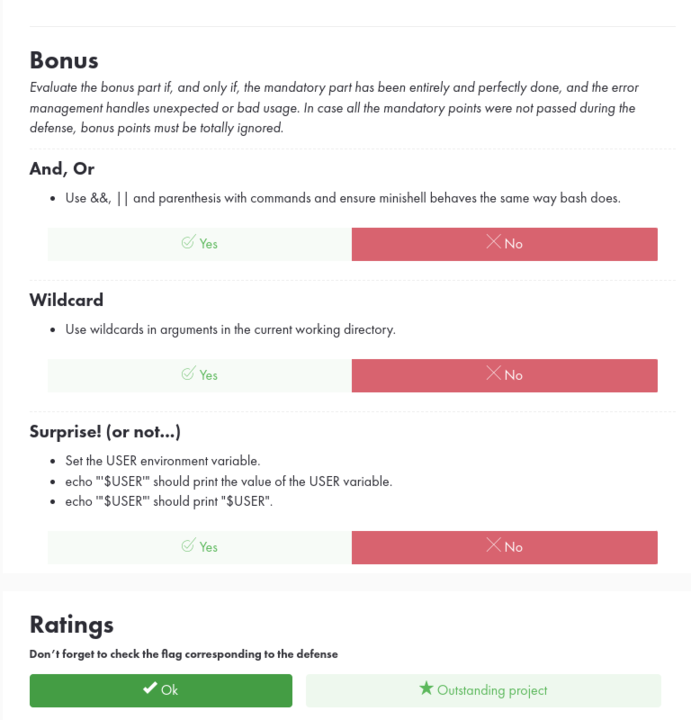 Bonus
Evaluate the bonus part if, and only if, the mandatory part has been entirely and perfectly done, and the error
management handles unexpected or bad usage. In case all the mandatory points were not passed during the
defense, bonus points must be totally ignored.
And, Or
• Use &&, || and parenthesis with commands and ensure minishell behaves the same way bash does.
Yes No
Wildcard
• Use wildcards in arguments in the current working directory.
Yes No
Surprise! (or not...)
• Set the USER environment variable.
• echo "'$USER'" should print the value of the USER variable.
• echo '"$USER"' should print "$USER".
Yes No
Ratings
Don't forget to check the flag corresponding to the defense
Ok Outstanding project